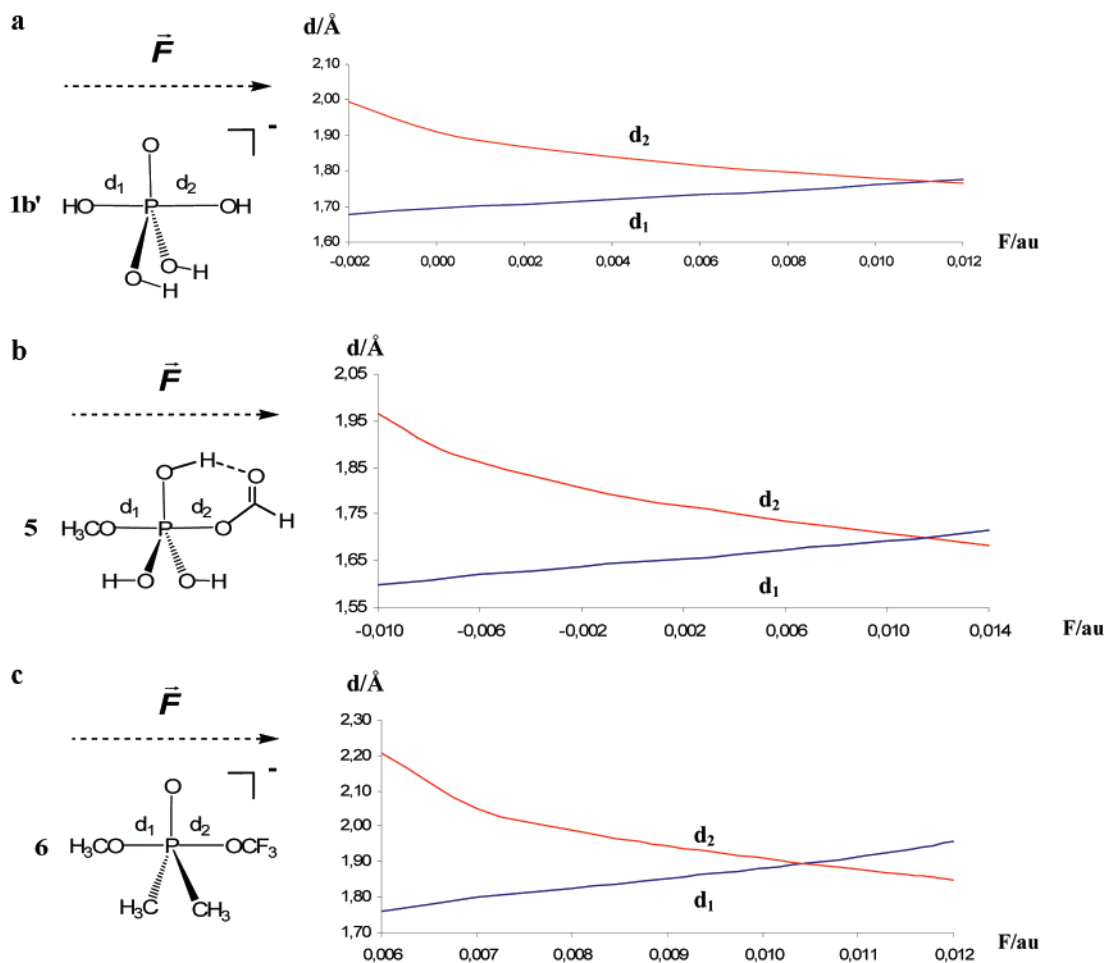 a
F
d/Å
2,10
2,00
1,90
1,80
1,70
1,60
-0.002
0,000
0,002
0,004
0,006
0,008
0,010
0,012
F/au
d2
d1
1b'
O
-
d1 d2
HO P OH
O H
O H
b
F
d/Å
2,05
1,95
1,85
1,75
1,65
1,55
-0,010
-0,006
-0,002
0,002
0,006
0,010
0,014
F/au
d2
d1
5
O H O
d1 d2
H3CO P O H
H O O H
c
F
d/Å
2,30
2,20
2,10
2,00
1,90
1,80
1,70
0,006
0,007
0,008
0,009
0,010
0,011
0,012
F/au
d2
d1
6
O
-
d1 d2
H3CO P OCF3
H3C CH3